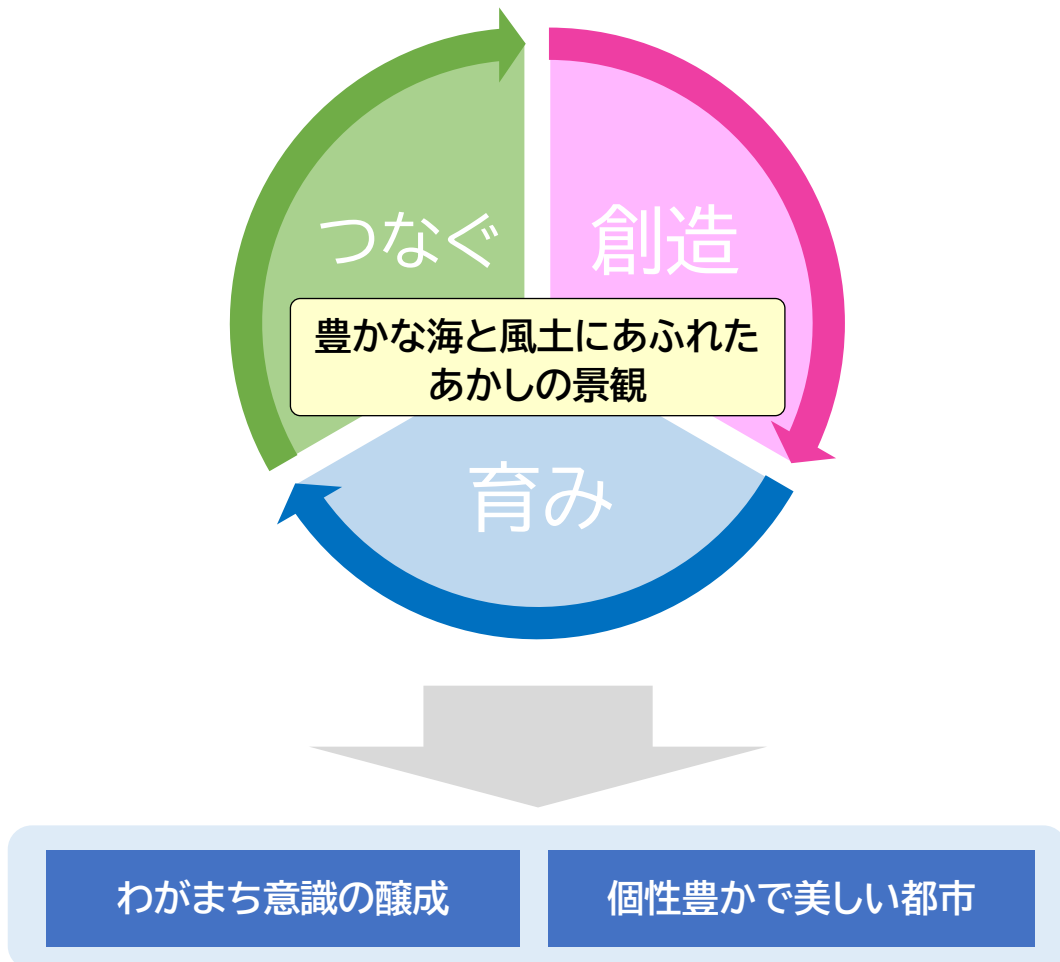 つなぐ
創造
豊かな海と風土にあふれた
あかしの景観
育み
わがまち意識の醸成
個性豊かで美しい都市